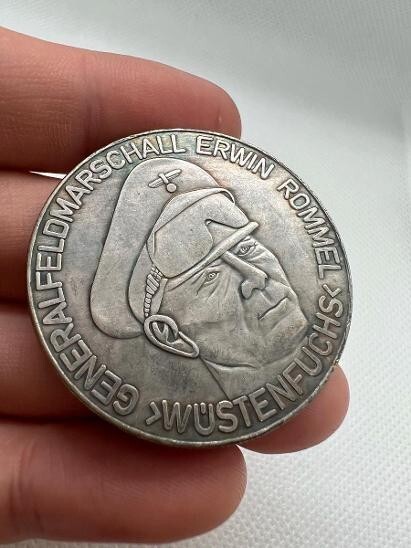 GENERALFELDMARSCHALL ERWIN ROMMEL
>WÜSTENFUCHS<